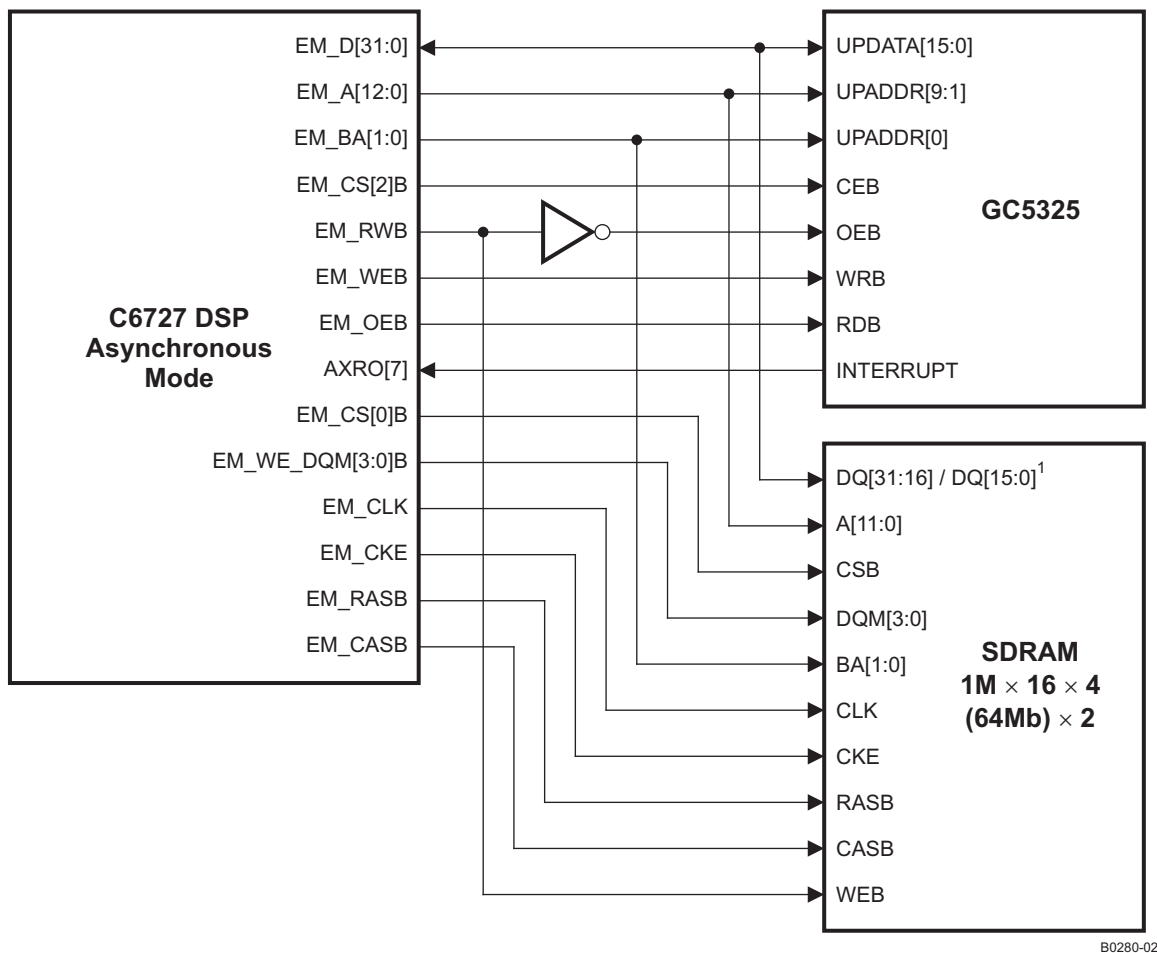 EM_D[31:0]
EM_A[12:0]
EM_BA[1:0]
EM_CS[2]B
EM_RWB
EM_WEB
EM_OEB
AXRO[7]
EM_CS[0]B
EM_WE_DQM[3:0]B
EM_CLK
EM_CKE
EM_RASB
EM_CASB
C6727 DSP
Asynchronous
Mode
UPDATA[15:0]
UPADDR[9:1]
UPADDR[0]
CEB
OEB
WRB
RDB
INTERRUPT
GC5325
DQ[31:16] / DQ[15:0]1
A[11:0]
CSB
DQM[3:0]
BA[1:0]
CLK
CKE
RASB
CASB
WEB
SDRAM
1M × 16 × 4
(64Mb) × 2
B0280-02